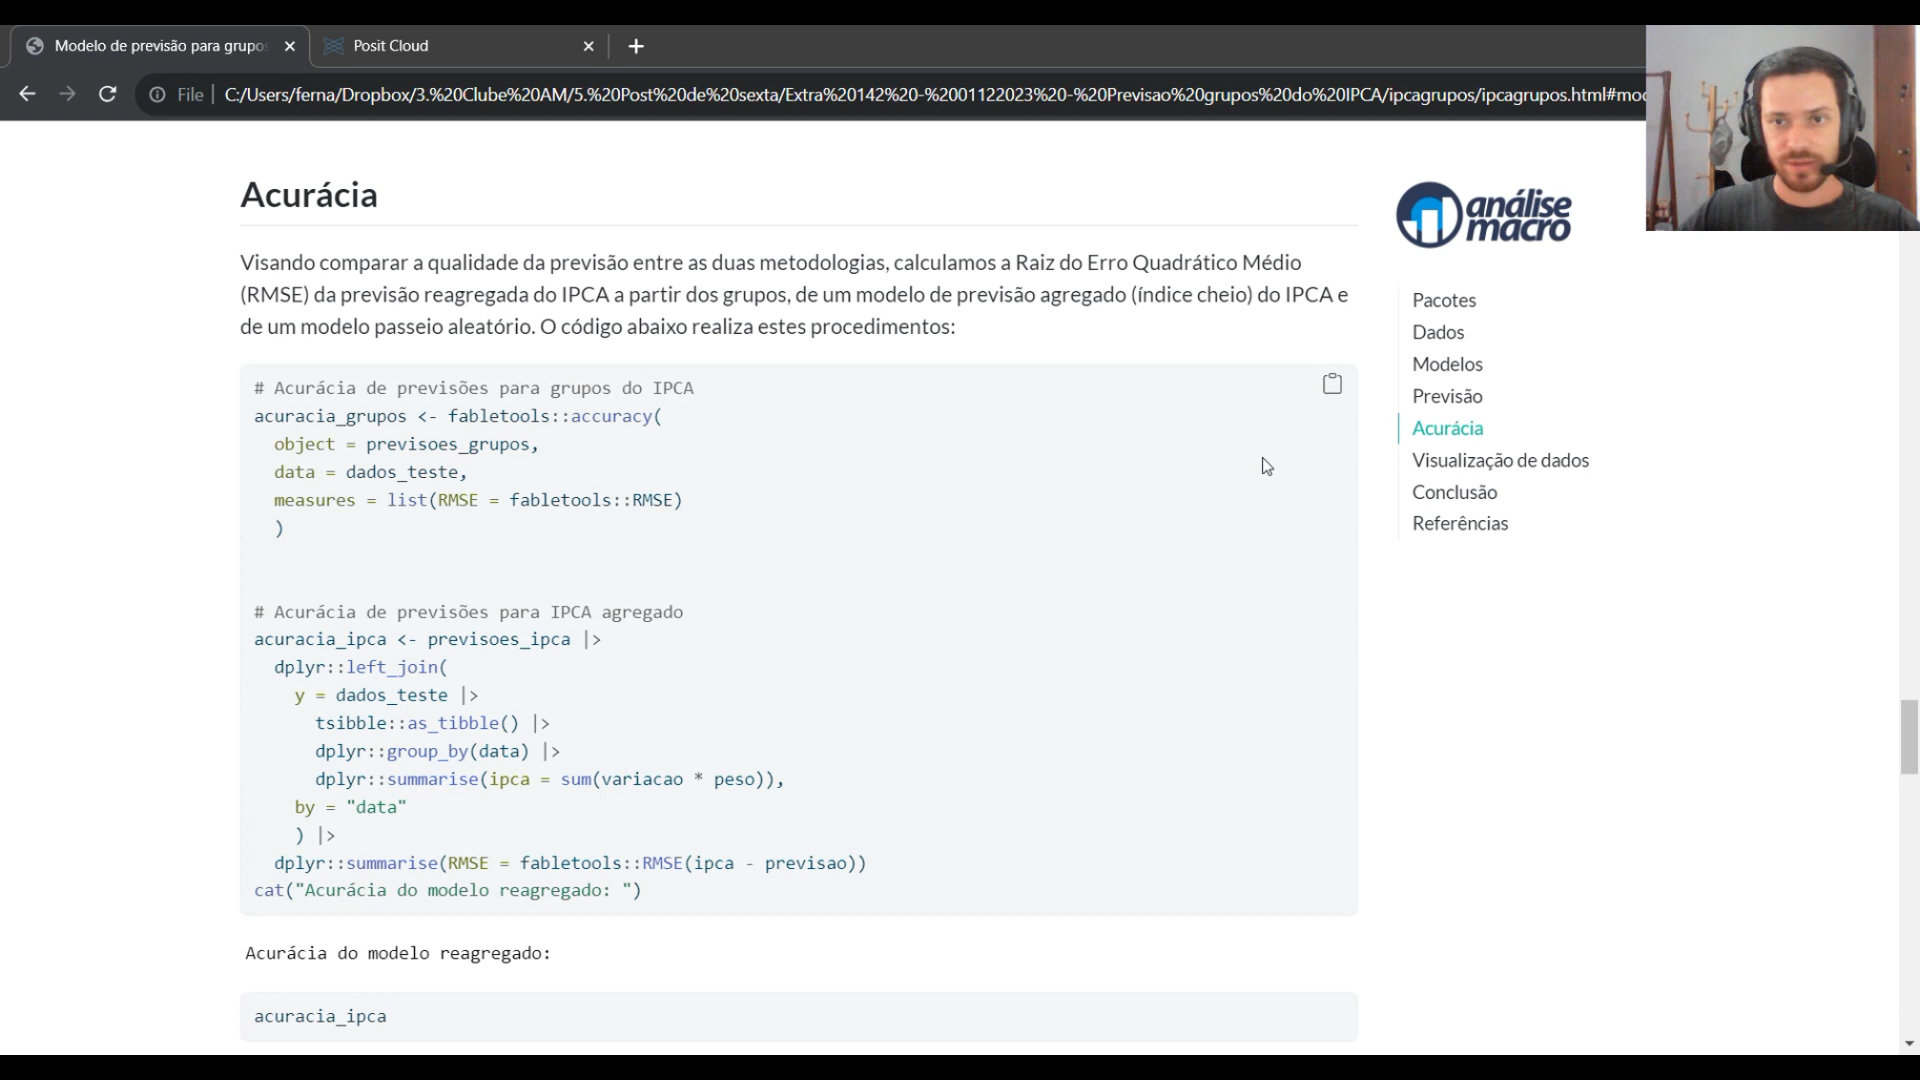 Modelo de previsão para grupos
Posit Cloud
File
C:/Users/ferna/Dropbox/3.%20Clube%20AM/5.%20Post%20de%20sexta/Extra%20142%20-%2001122023%20-%20Previsao%20grupos%20do%20IPCA/ipcagrupos/ipcagrupos.html#mod
Acurácia
Visando comparar a qualidade da previsão entre as duas metodologias, calculamos a Raiz do Erro Quadrático Médio
(RMSE) da previsão reagregada do IPCA a partir dos grupos, de um modelo de previsão agregado (índice cheio) do IPCA e
de um modelo passeio aleatório. O código abaixo realiza estes procedimentos:
# Acurácia de previsões para grupos do IPCA
acuracia_grupos <- fabletools::accuracy(
object = previsoes_grupos,
data = dados_teste,
measures = list(RMSE = fabletools::RMSE)
)
# Acurácia de previsões para IPCA agregado
acuracia_ipca <- previsoes_ipca |>
dplyr::left_join(
y = dados_teste |>
tsibble::as_tibble() |>
dplyr::group_by(data) |>
dplyr::summarise(ipca = sum(variacao * peso)),
by = "data"
) |>
dplyr::summarise(RMSE = fabletools::RMSE(ipca - previsao))
cat("Acurácia do modelo reagregado: ")
Acurácia do modelo reagregado:
acuracia_ipca
análise
macro
Pacotes
Dados
Modelos
Previsão
Acurácia
Visualização de dados
Conclusão
Referências